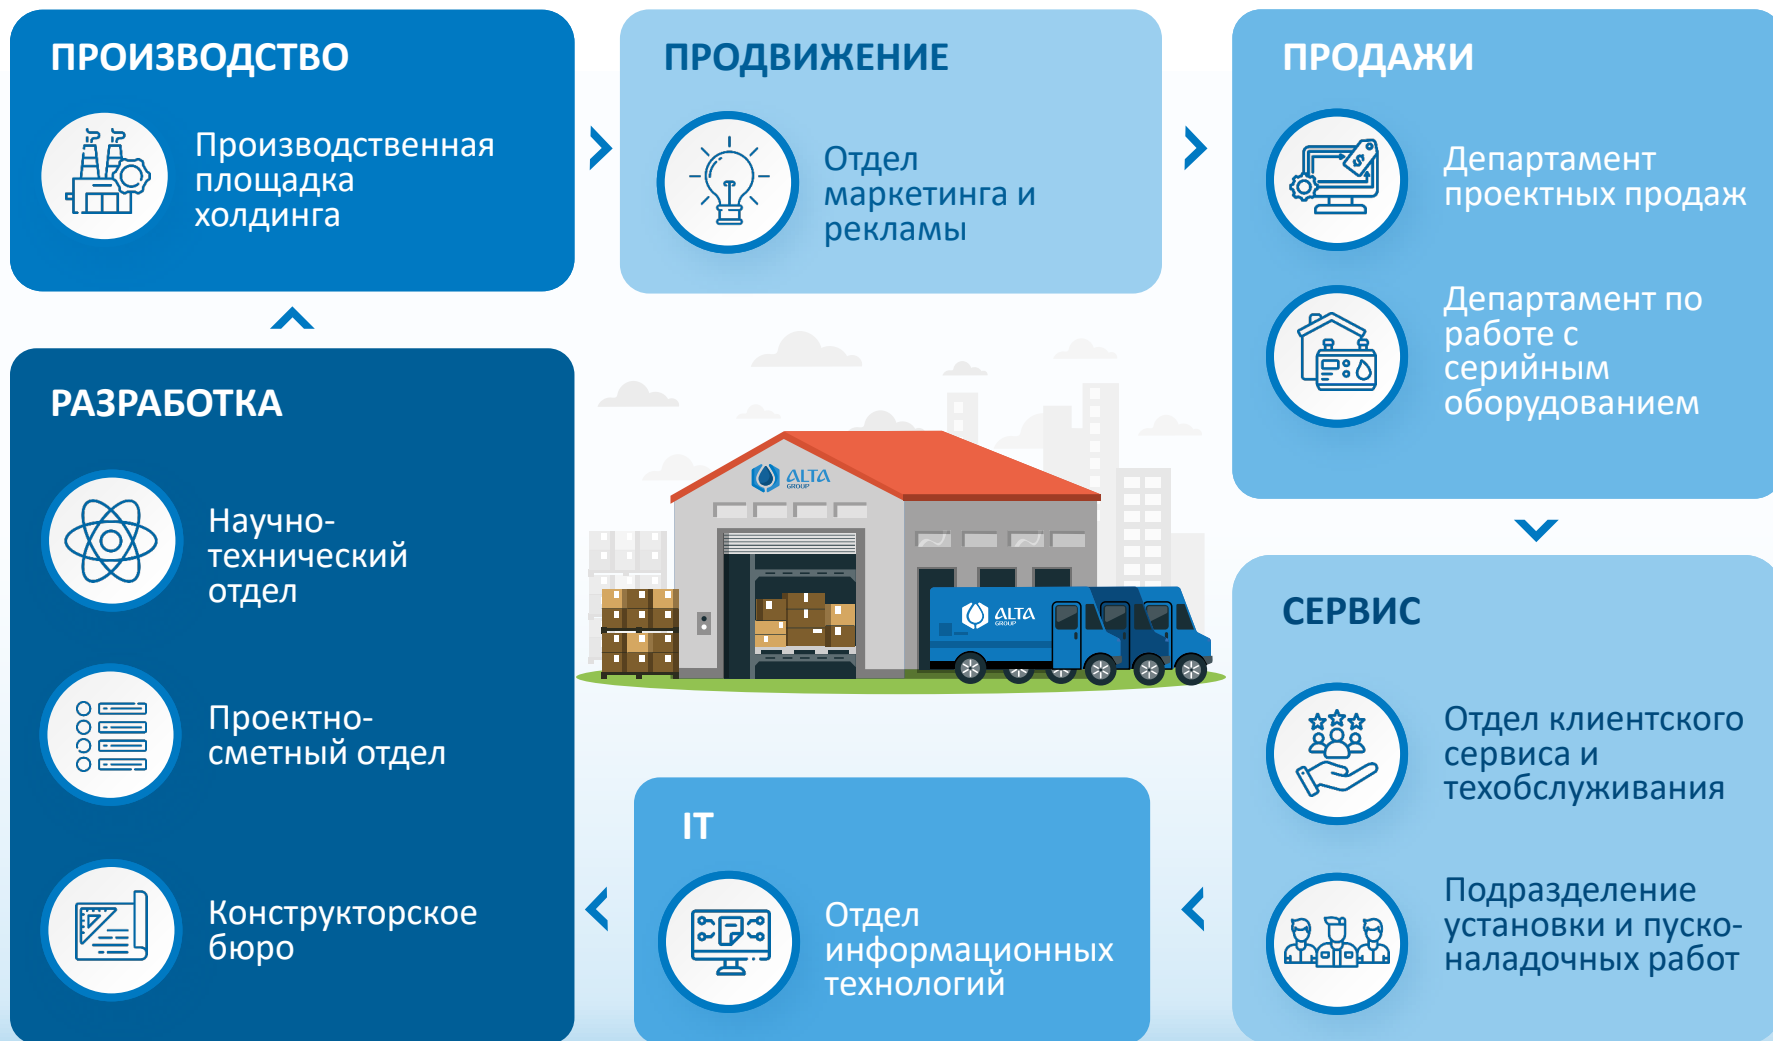 ПРОИЗВОДСТВО
Производственная
площадка
холдинга
ПРОДВИЖЕНИЕ
Отдел
маркетинга и
рекламы
ПРОДАЖИ
Департамент
проектных продаж
Департамент по
работе с
серийным
оборудованием
РАЗРАБОТКА
Научно-
технический
отдел
Проектно-
сметный отдел
Конструкторское
бюро
ALTA
GROUP
ALTA
GROUP
IT
Отдел
информационных
технологий
СЕРВИС
Отдел клиентского
сервиса и
техобслуживания
Подразделение
установки и пуско-
наладочных работ